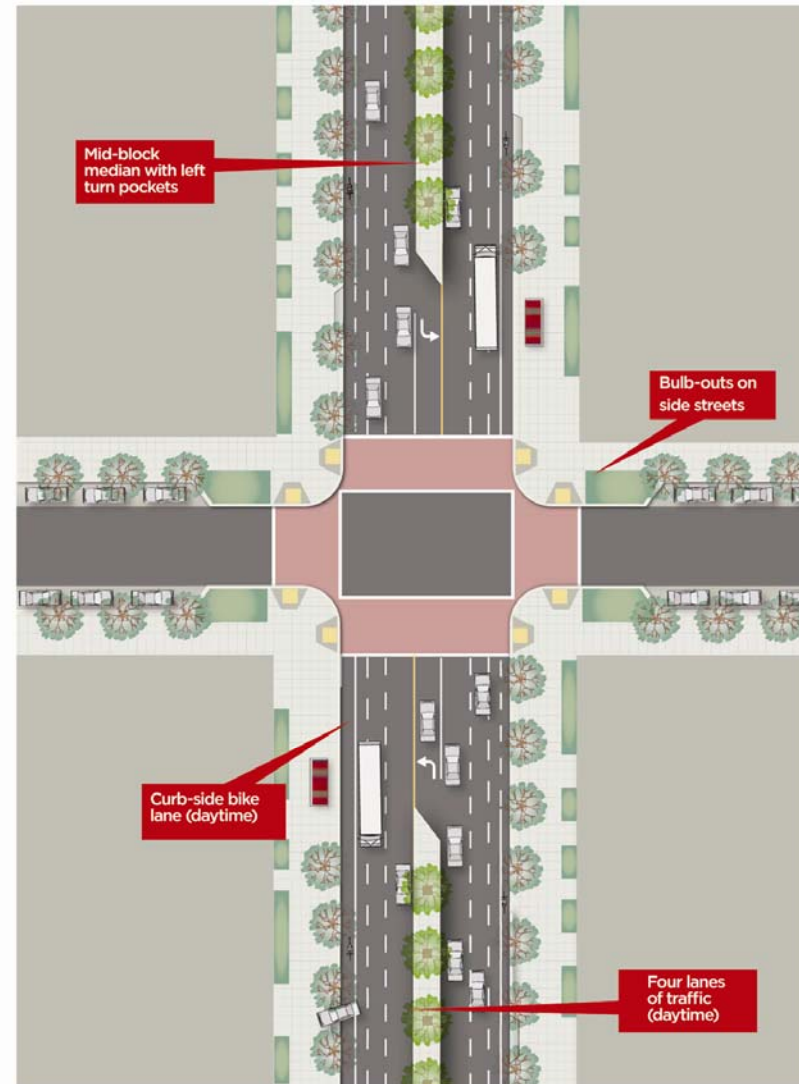 Mid-block
median with left
turn pockets
Bulb-outs on
side streets
Curb-side bike
lane (daytime)
Four lanes
of traffic
(daytime)